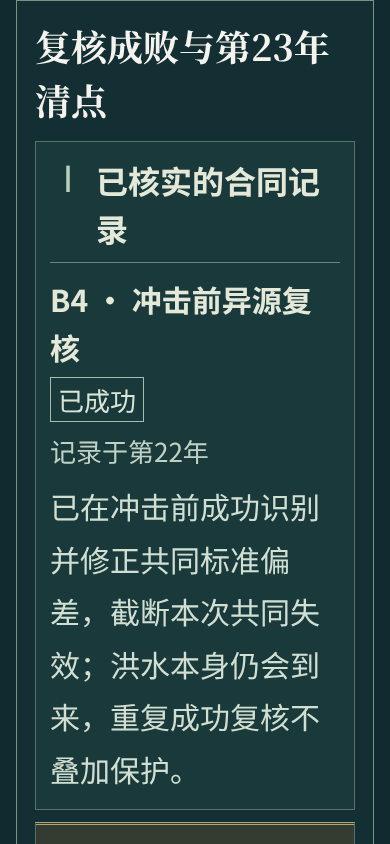 复核成败与第23年
清点
已核实的合同记
录
B4 · 冲击前异源复
核
已成功
记录于第22年
已在冲击前成功识别
并修正共同标准偏
差，截断本次共同失
效；洪水本身仍会到
来，重复成功复核不
叠加保护。